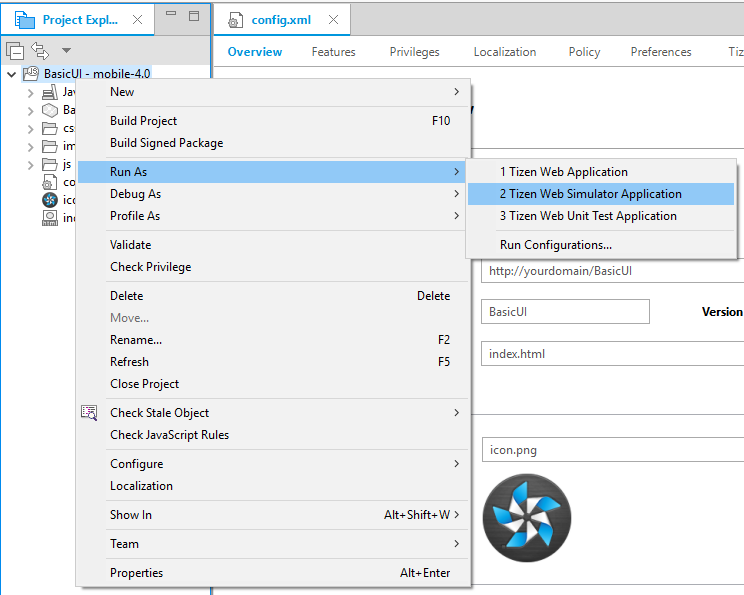 Project Expl...
config.xml
Overview Features Privileges Localization Policy Preferences Tiz
BasicUI - mobile-4.0
Jav
Ba
cs
im
js
co
ico
ind
New
Build Project F10
Build Signed Package
Run As
Debug As
Profile As
Validate
Check Privilege
Delete Delete
Move...
Rename... F2
Refresh F5
Close Project
Check Stale Object
Check JavaScript Rules
Configure
Localization
Show In Alt+Shift+W
Team
Properties Alt+Enter
1 Tizen Web Application
2 Tizen Web Simulator Application
3 Tizen Web Unit Test Application
Run Configurations...
http://yourdomain/BasicUI
BasicUI Version
index.html
icon.png